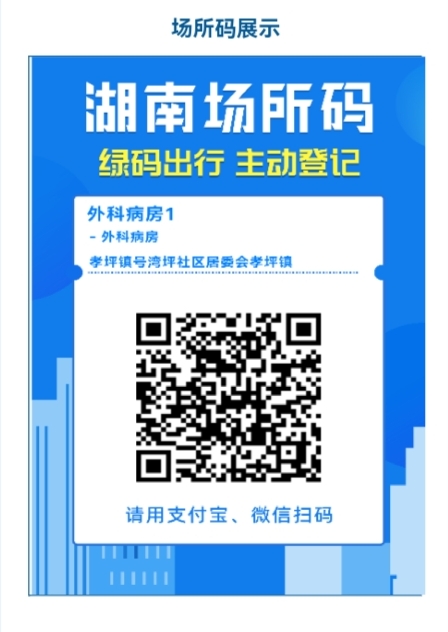 场所码展示
湖南场所码
绿码出行 主动登记
外科病房1
- 外科病房
孝坪镇号湾坪社区居委会孝坪镇
请用支付宝、微信扫码